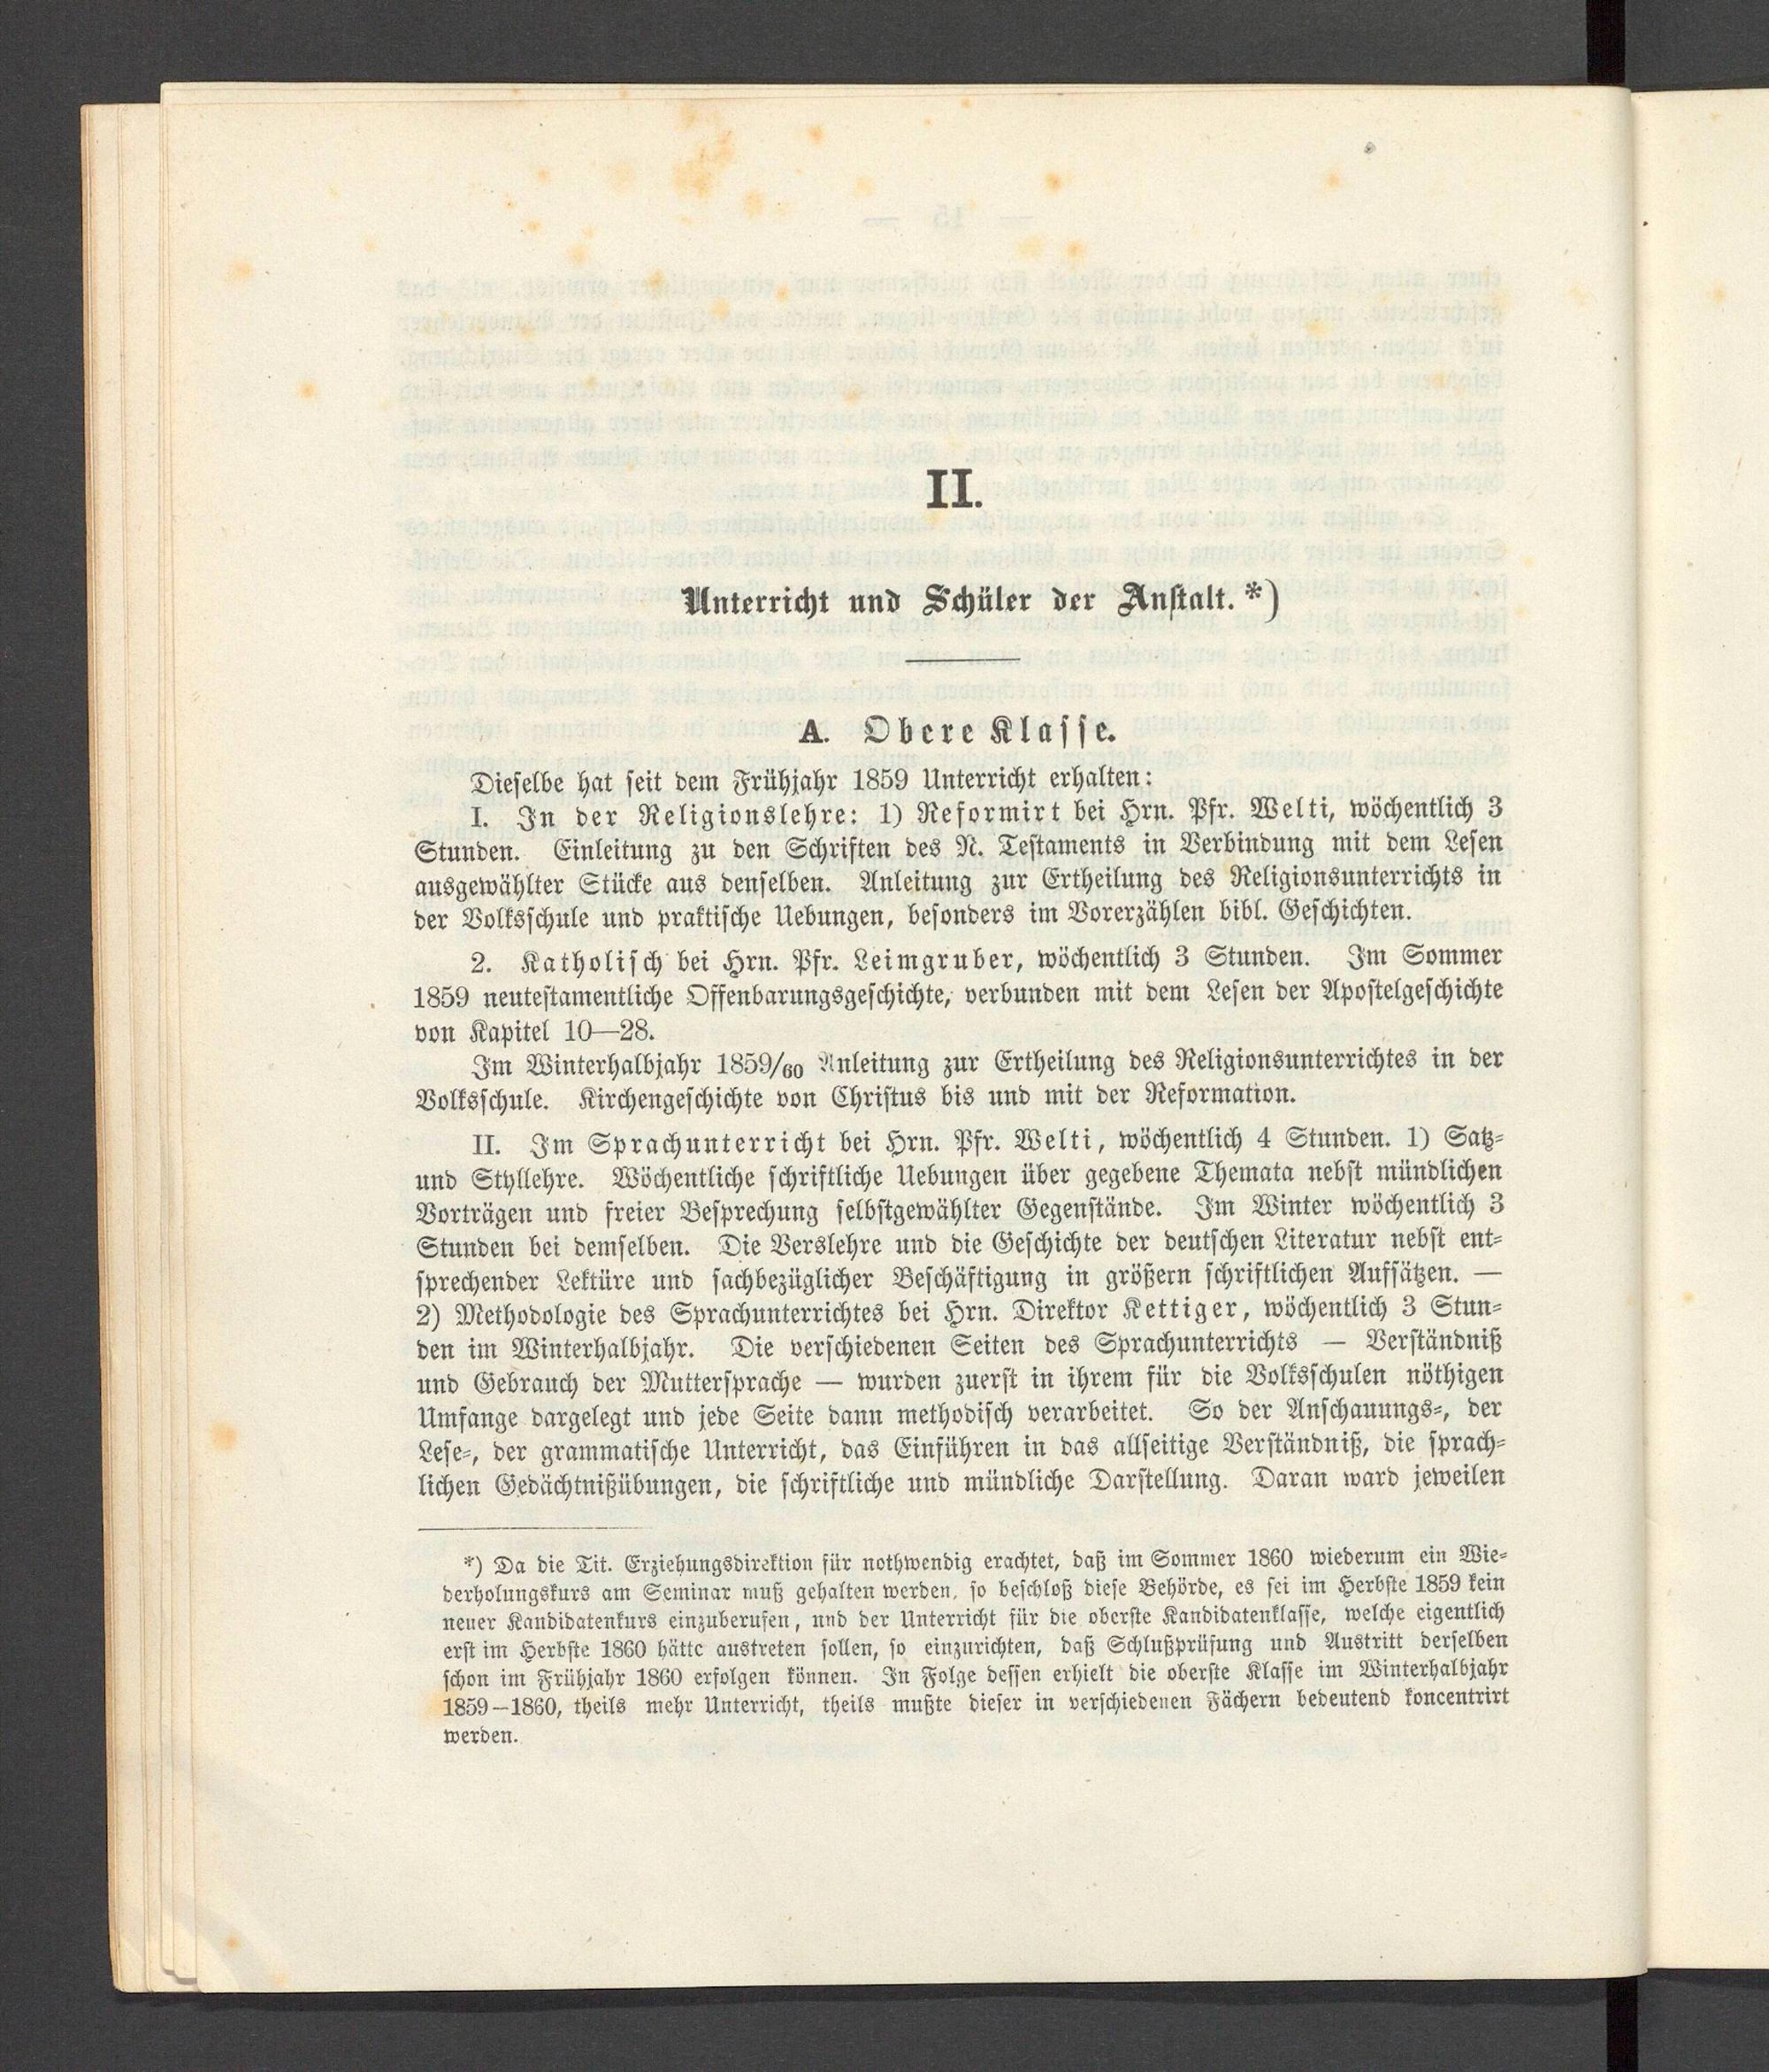 II.
Unterricht und Schüler der Anstalt. *)
A. Obere Klasse.
Dieselbe hat seit dem Frühjahr 1859 Unterricht erhalten:
I. In der Religionslehre: 1) Reformirt bei Hrn. Pfr. Welti, wöchentlich 3
Stunden. Einleitung zu den Schriften des N. Testaments in Verbindung mit dem Lesen
ausgewählter Stücke aus denselben. Anleitung zur Ertheilung des Religionsunterrichts in
der Volksschule und praktische Uebungen, besonders im Vorerzählen bibl. Geschichten.
2. Katholisch bei Hrn. Pfr. Leimgruber, wöchentlich 3 Stunden. Im Sommer
1859 neutestamentliche Offenbarungsgeschichte, verbunden mit dem Lesen der Apostelgeschichte
von Kapitel 10—28.
Im Winterhalbjahr 1859/60 Anleitung zur Ertheilung des Religionsunterrichtes in der
Volksschule. Kirchengeschichte von Christus bis und mit der Reformation.
II. Im Sprachunterricht bei Hrn. Pfr. Welti, wöchentlich 4 Stunden. 1) Satz-
und Styllehre. Wöchentliche schriftliche Uebungen über gegebene Themata nebst mündlichen
Vorträgen und freier Besprechung selbstgewählter Gegenstände. Im Winter wöchentlich 3
Stunden bei demselben. Die Verslehre und die Geschichte der deutschen Literatur nebst ent-
sprechender Lektüre und sachbezüglicher Beschäftigung in größern schriftlichen Aufsätzen. —
2) Methodologie des Sprachunterrichtes bei Hrn. Direktor Kettiger, wöchentlich 3 Stun-
den im Winterhalbjahr. Die verschiedenen Seiten des Sprachunterrichts — Verständniß
und Gebrauch der Muttersprache — wurden zuerst in ihrem für die Volksschulen nöthigen
Umfange dargelegt und jede Seite dann methodisch verarbeitet. So der Anschauungs-, der
Lese-, der grammatische Unterricht, das Einführen in das allseitige Verständniß, die sprach-
lichen Gedächtnißübungen, die schriftliche und mündliche Darstellung. Daran ward jeweilen
*) Da die Tit. Erziehungsdirektion für nothwendig erachtet, daß im Sommer 1860 wiederum ein Wie-
derholungskurs am Seminar muß gehalten werden, so beschloß diese Behörde, es sei im Herbste 1859 kein
neuer Kandidatenkurs einzuberufen, und der Unterricht für die oberste Kandidatenklasse, welche eigentlich
erst im Herbste 1860 hätte austreten sollen, so einzurichten, daß Schlußprüfung und Austritt derselben
schon im Frühjahr 1860 erfolgen können. In Folge dessen erhielt die oberste Klasse im Winterhalbjahr
1859–1860, theils mehr Unterricht, theils mußte dieser in verschiedenen Fächern bedeutend koncentrirt
werden.